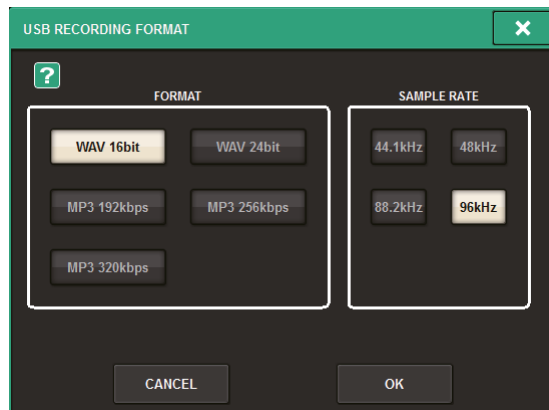 USB RECORDING FORMAT
?
FORMAT
SAMPLE RATE
WAV 16bit
WAV 24bit
44.1kHz
48kHz
MP3 192kbps
MP3 256kbps
88.2kHz
96kHz
MP3 320kbps
CANCEL
OK